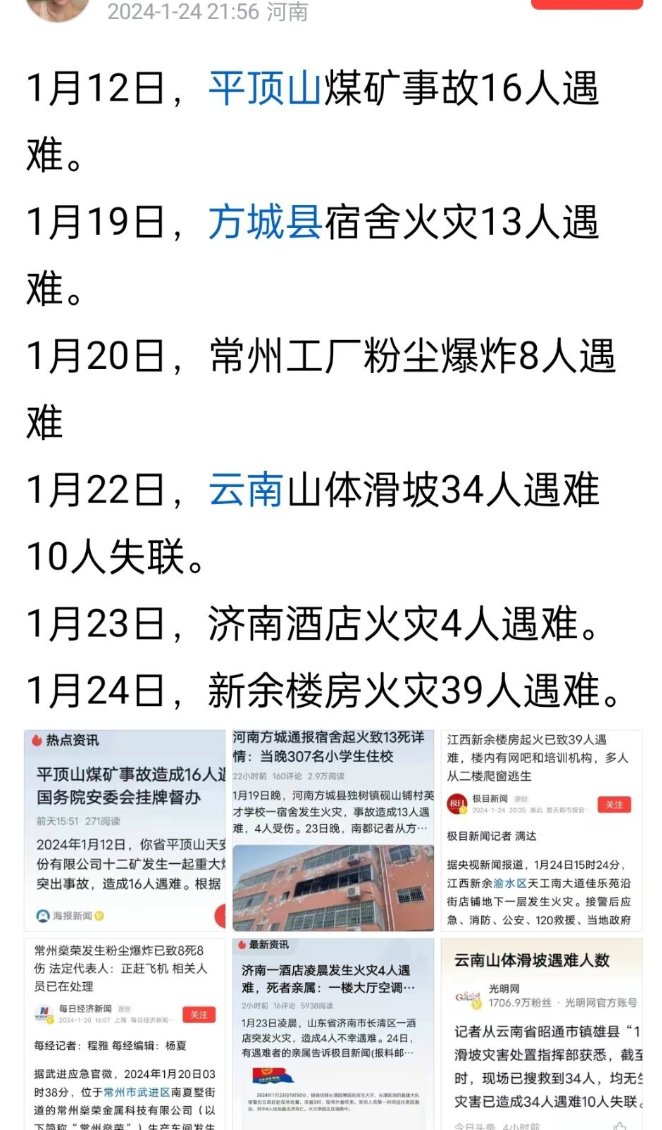 2024-1-24 21:56 河南
1月12日，平顶山煤矿事故16人遇
难。
1月19日，方城县宿舍火灾13人遇
难。
1月20日，常州工厂粉尘爆炸8人遇
难
1月22日，云南山体滑坡34人遇难
10人失联。
1月23日，济南酒店火灾4人遇难。
1月24日，新余楼房火灾39人遇难。
热点资讯
平顶山煤矿事故造成16人遇
国务院安委会挂牌督办
前天15:51 271阅读
2024年1月12日，你省平顶山天安
份有限公司十二矿发生一起重大煤
突出事故，造成16人遇难。根据
海报新闻
河南方城通报宿舍起火致13死详
情：当晚307名小学生住校
22小时前 160评论 2.9万阅读
1月19日晚，河南方城县独树镇砚山铺村英
才学校一宿舍发生火灾，事故造成13人遇
难，4人受伤。23日晚，南都记者从方…
江西新余楼房起火已致39人遇
难，楼内有网吧和培训机构，多人
从二楼爬窗逃生
极目新闻 原创
2024-1-24 20:35 湖北
关注
极目新闻记者 满达
据央视新闻报道，1月24日15时24分，
江西新余渝水区天工南大道佳乐苑沿
街店铺地下一层发生火灾。接警后应
急、消防、公安、120救援、当地政府
常州燊荣发生粉尘爆炸已致8死8
伤 法定代表人：正赶飞机 相关人
员已在处理
每日经济新闻 原创
2024-1-20 16:07 上海
关注
每经记者：程雅 每经编辑：杨夏
据武进应急官微，2024年1月20日03
时38分，位于常州市武进区南夏墅街
道的常州燊荣金属科技有限公司（以
下简称“常州燊荣”）生产车间发生
最新资讯
济南一酒店凌晨发生火灾4人遇
难，死者亲属：一楼大厅空调…
2小时前 16评论 5938阅读
1月23日凌晨，山东省济南市长清区一酒
店突发火灾，造成4人不幸遇难。24日，
有遇难者的亲属告诉极目新闻(报料邮…
云南山体滑坡遇难人数
光明网
1706.9万粉丝 · 光明网官方账号
记者从云南省昭通市镇雄县“1
滑坡灾害处置指挥部获悉，截至
时，现场已搜救到34人，均无生
灾害已造成34人遇难10人失联。
今日头条 4小时前